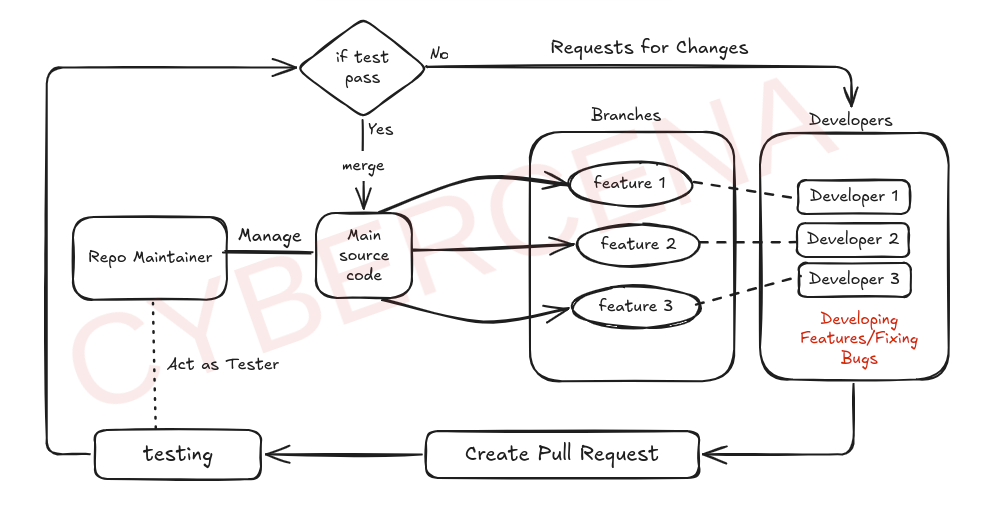 if test
pass
No
Requests for Changes
Yes
merge
Branches
Developers
feature 1
feature 2
feature 3
Developer 1
Developer 2
Developer 3
Developing
Features/Fixing
Bugs
Repo Maintainer
Manage
Main
source
code
Act as Tester
testing
Create Pull Request
CYBERCENA